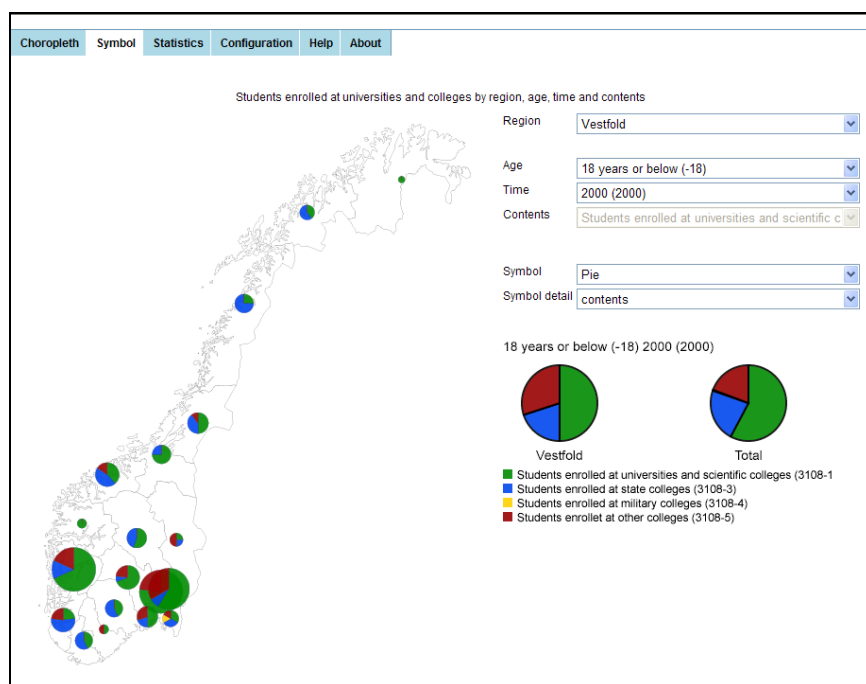 Choropleth Symbol Statistics Configuration Help About
Students enrolled at universities and colleges by region, age, time and contents
Region Vestfold
Age 18 years or below (-18)
Time 2000 (2000)
Contents Students enrolled at universities and scientific c
Symbol Pie
Symbol detail contents
18 years or below (-18) 2000 (2000)
Vestfold Total
Students enrolled at universities and scientific colleges (3108-1
Students enrolled at state colleges (3108-3)
Students enrolled at military colleges (3108-4)
Students enrollet at other colleges (3108-5)